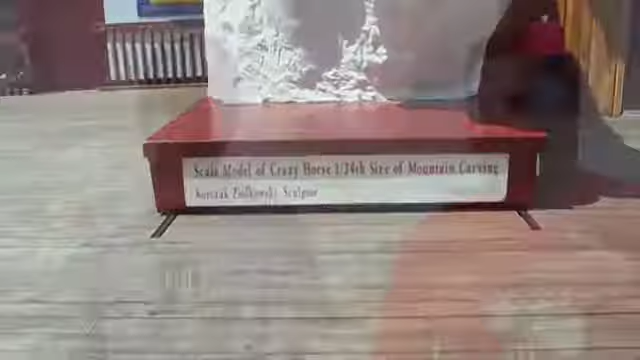 Scale Model of Crazy Horse 1/34th Size of Mountain Carving
Korczak Ziolkowski Sculptor